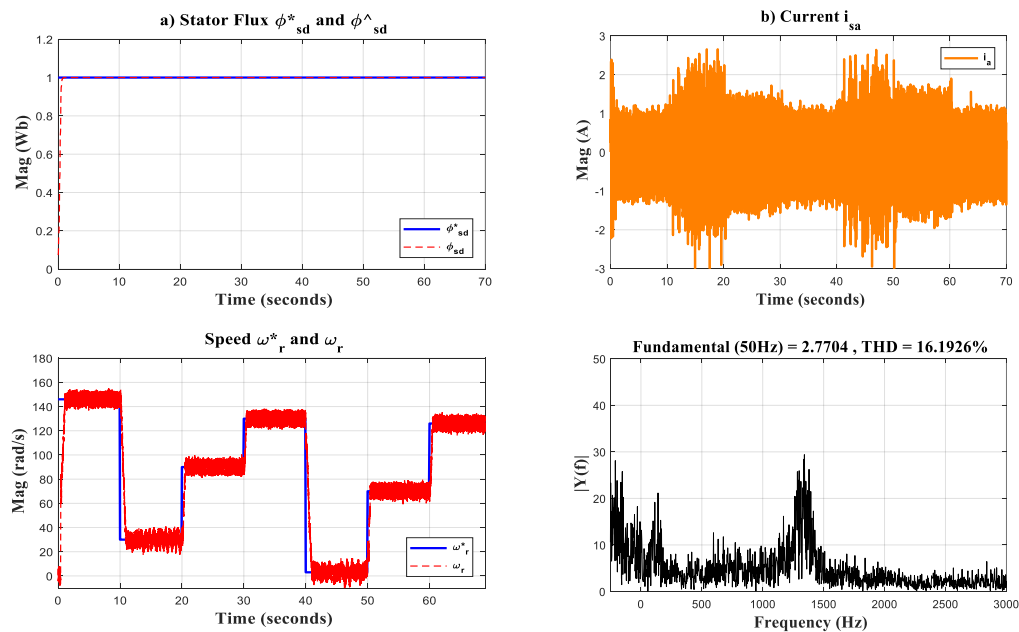 a) Stator Flux ϕ*sd and ϕ^sd
1.2
1
0.8
0.6
0.4
0.2
0
Mag (Wb)
ϕ*sd
ϕsd
0 10 20 30 40 50 60 70
Time (seconds)
b) Current isa
3
2
1
0
-1
-2
-3
Mag (A)
ia
0 10 20 30 40 50 60 70
Time (seconds)
Speed ω*r and ωr
180
160
140
120
100
80
60
40
20
0
Mag (rad/s)
ω*r
ωr
0 10 20 30 40 50 60
Time (seconds)
Fundamental (50Hz) = 2.7704 , THD = 16.1926%
50
40
30
20
10
0
|Y(f)|
0 500 1000 1500 2000 2500 3000
Frequency (Hz)